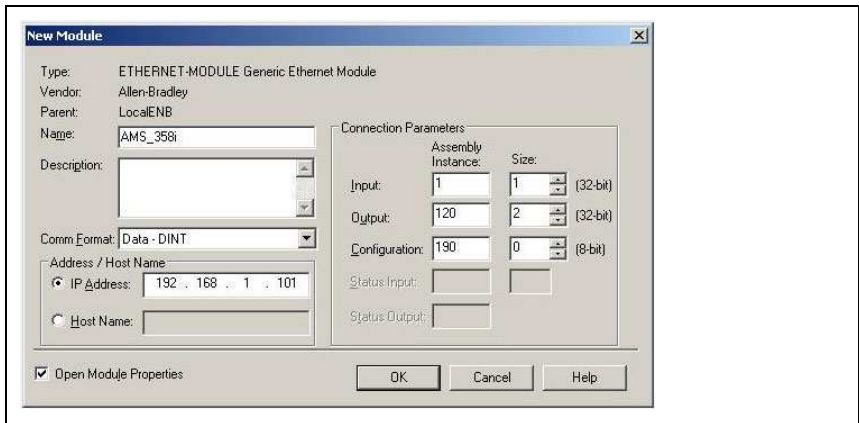 New Module
Type: ETHERNET-MODULE Generic Ethernet Module
Vendor: Allen-Bradley
Parent: LocalENB
Name: AMS_358i
Description:
Comm Format: Data - DINT
Address / Host Name
IP Address: 192 . 168 . 1 . 101
Host Name:
Connection Parameters
Assembly Instance: Size:
Input: 1 1 (32-bit)
Output: 120 2 (32-bit)
Configuration: 190 0 (8-bit)
Status Input:
Status Output:
Open Module Properties
OK Cancel Help